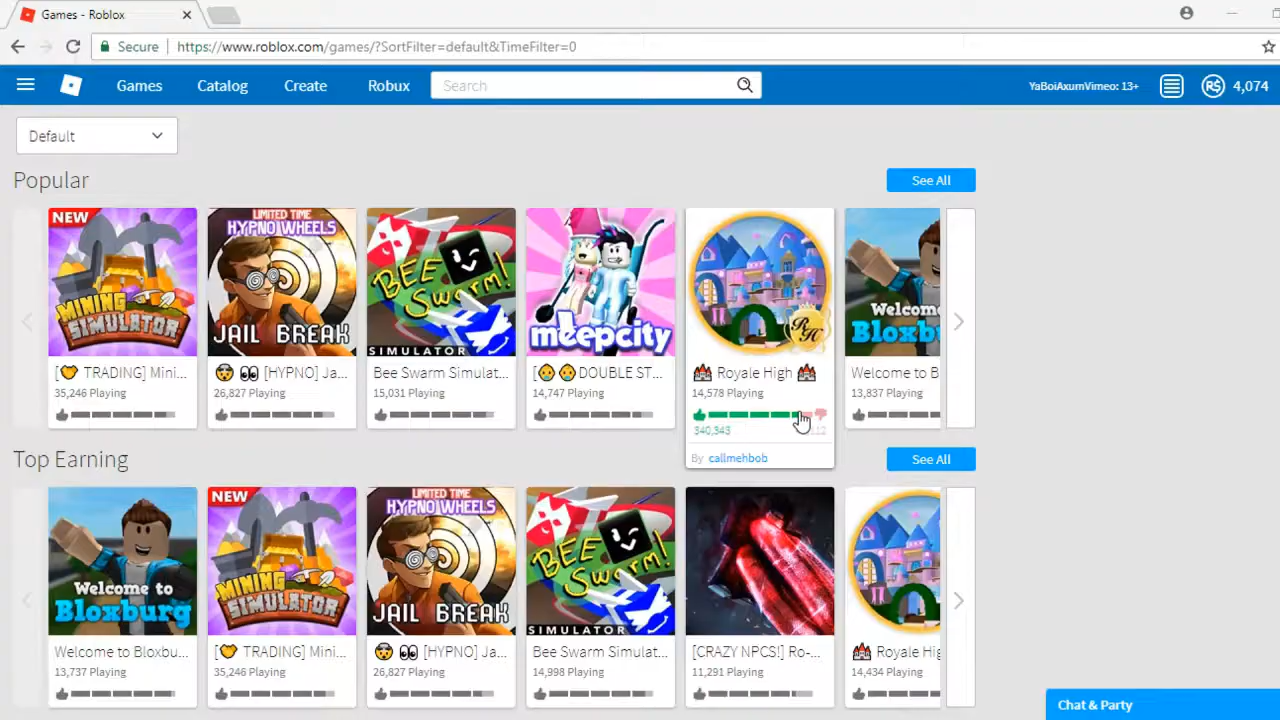 Games - Roblox
Secure
https://www.roblox.com/games/?SortFilter=default&TimeFilter=0
Games Catalog Create Robux Search YaBoiAxumVimeo: 13+ R$ 4,074
Default
Popular See All
NEW
MINING SIMULATOR
LIMITED TIME
HYPNO WHEELS
JAIL BREAK
BEE Swarm!
SIMULATOR
meepcity
RH
Welcome
Bloxbu
[🤝 TRADING] Mini... 😲 👀 [HYPNO] Ja... Bee Swarm Simulat... [👶 👶 DOUBLE ST... 🏰 Royale High 🏰 Welcome to B
35,246 Playing 26,827 Playing 15,031 Playing 14,747 Playing 14,578 Playing 13,837 Playing
340,343
By callmehbob
Top Earning See All
Welcome to
Bloxburg
NEW
MINING SIMULATOR
LIMITED TIME
HYPNO WHEELS
JAIL BREAK
BEE Swarm!
SIMULATOR
Welcome to Bloxbu... [🤝 TRADING] Mini... 😲 👀 [HYPNO] Ja... Bee Swarm Simulat... [CRAZY NPCS!] Ro-... 🏰 Royale Hig
13,737 Playing 35,246 Playing 26,827 Playing 14,998 Playing 11,291 Playing 14,434 Playing
Chat & Party